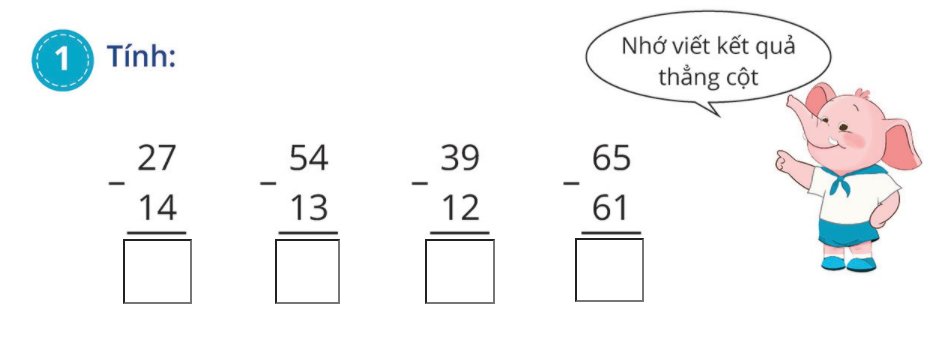 1 Tính:
Nhớ viết kết quả
thẳng cột
27 54 39 65
– – – –
14 13 12 61